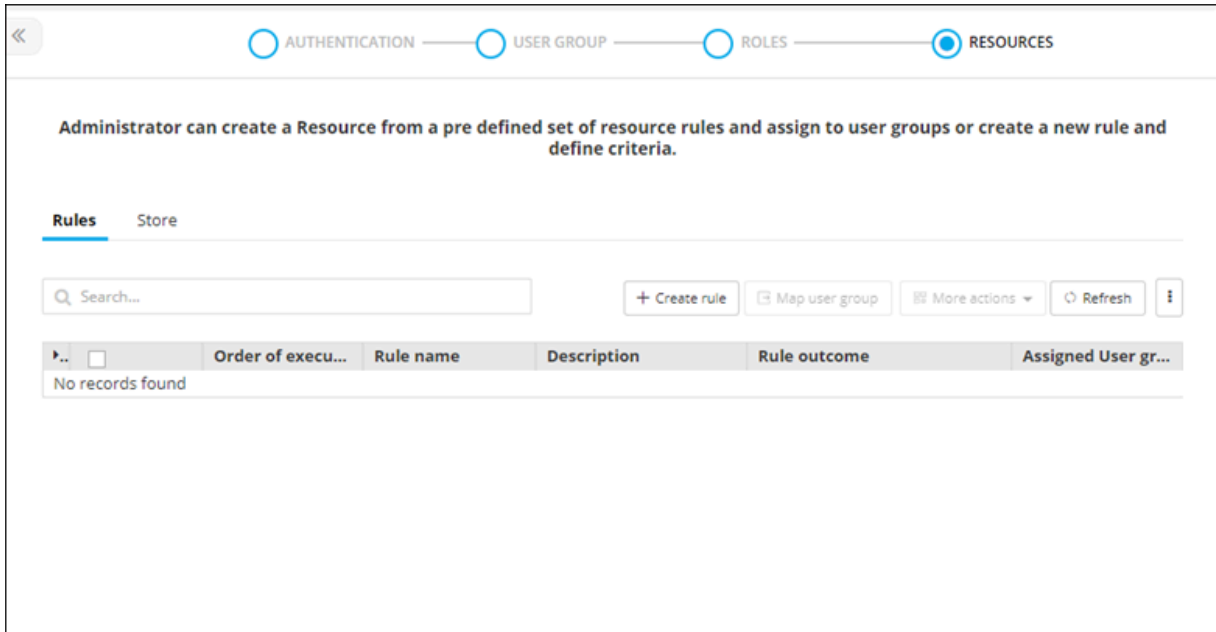 AUTHENTICATION USER GROUP ROLES RESOURCES
Administrator can create a Resource from a pre defined set of resource rules and assign to user groups or create a new rule and
define criteria.
Rules Store
Search... + Create rule Map user group More actions Refresh
.. Order of execu... Rule name Description Rule outcome Assigned User gr...
No records found